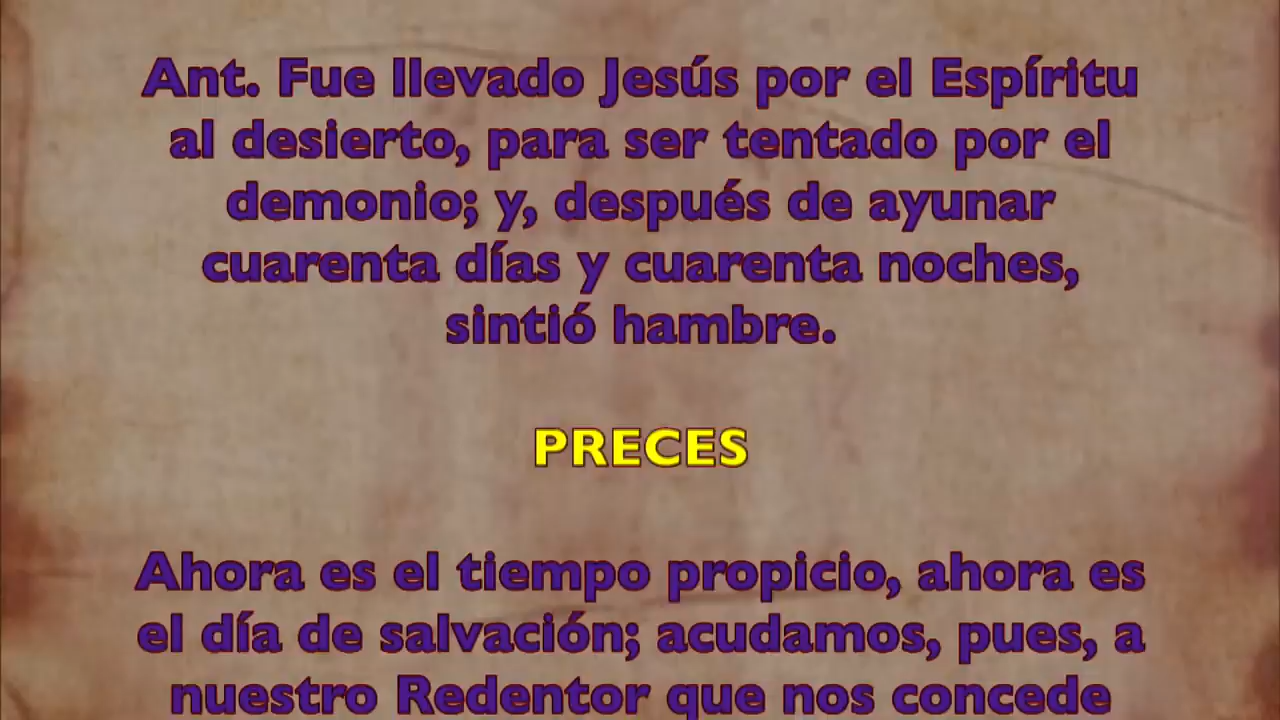 Ant. Fue llevado Jesús por el Espíritu
al desierto, para ser tentado por el
demonio; y, después de ayunar
cuarenta días y cuarenta noches,
sintió hambre.
PRECES
Ahora es el tiempo propicio, ahora es
el día de salvación; acudamos, pues, a
nuestro Redentor que nos concede